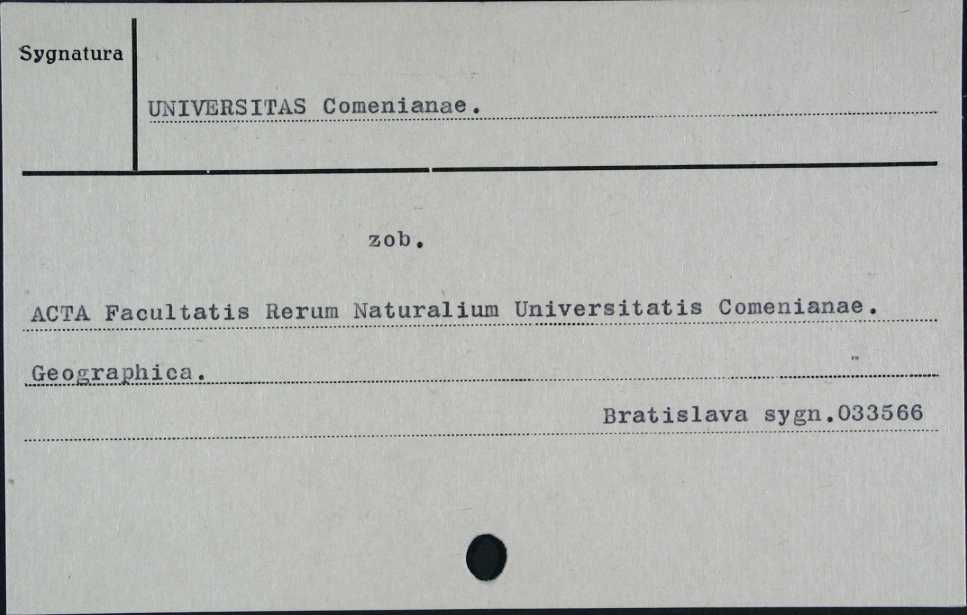 Sygnatura
UNIVERSITAS Comenianae.
zob.
ACTA Facultatis Rerum Naturalium Universitatis Comenianae.
Geographica.
Bratislava sygn.033566